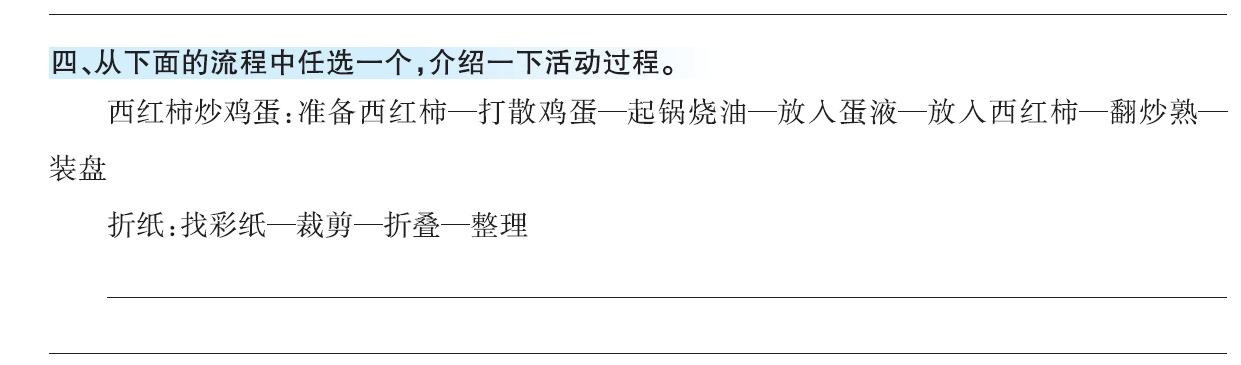 四、从下面的流程中任选一个,介绍一下活动过程。
西红柿炒鸡蛋:准备西红柿—打散鸡蛋—起锅烧油—放入蛋液—放入西红柿—翻炒熟—
装盘
折纸:找彩纸—裁剪—折叠—整理